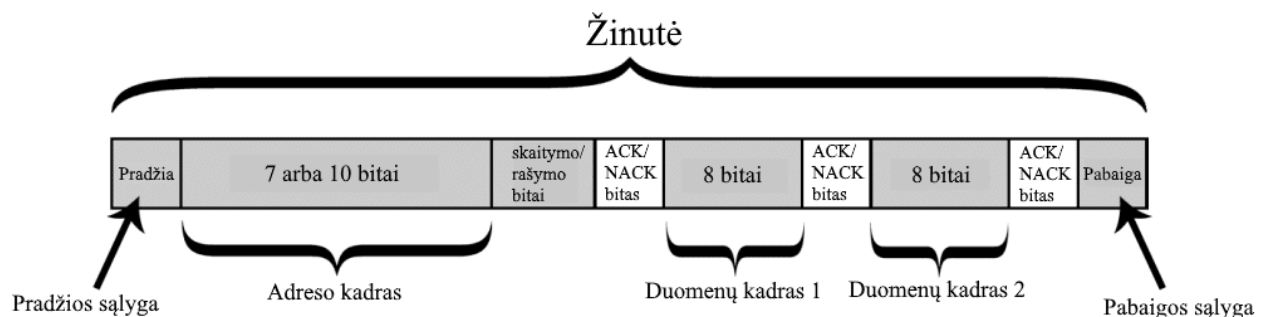 Žinutė
Pradžia
7 arba 10 bitai
skaitymo/
rašymo
bitai
ACK/
NACK
bitas
8 bitai
ACK/
NACK
bitas
8 bitai
ACK/
NACK
bitas
Pabaiga
Pradžios sąlyga
Adreso kadras
Duomenų kadras 1
Duomenų kadras 2
Pabaigos sąlyga